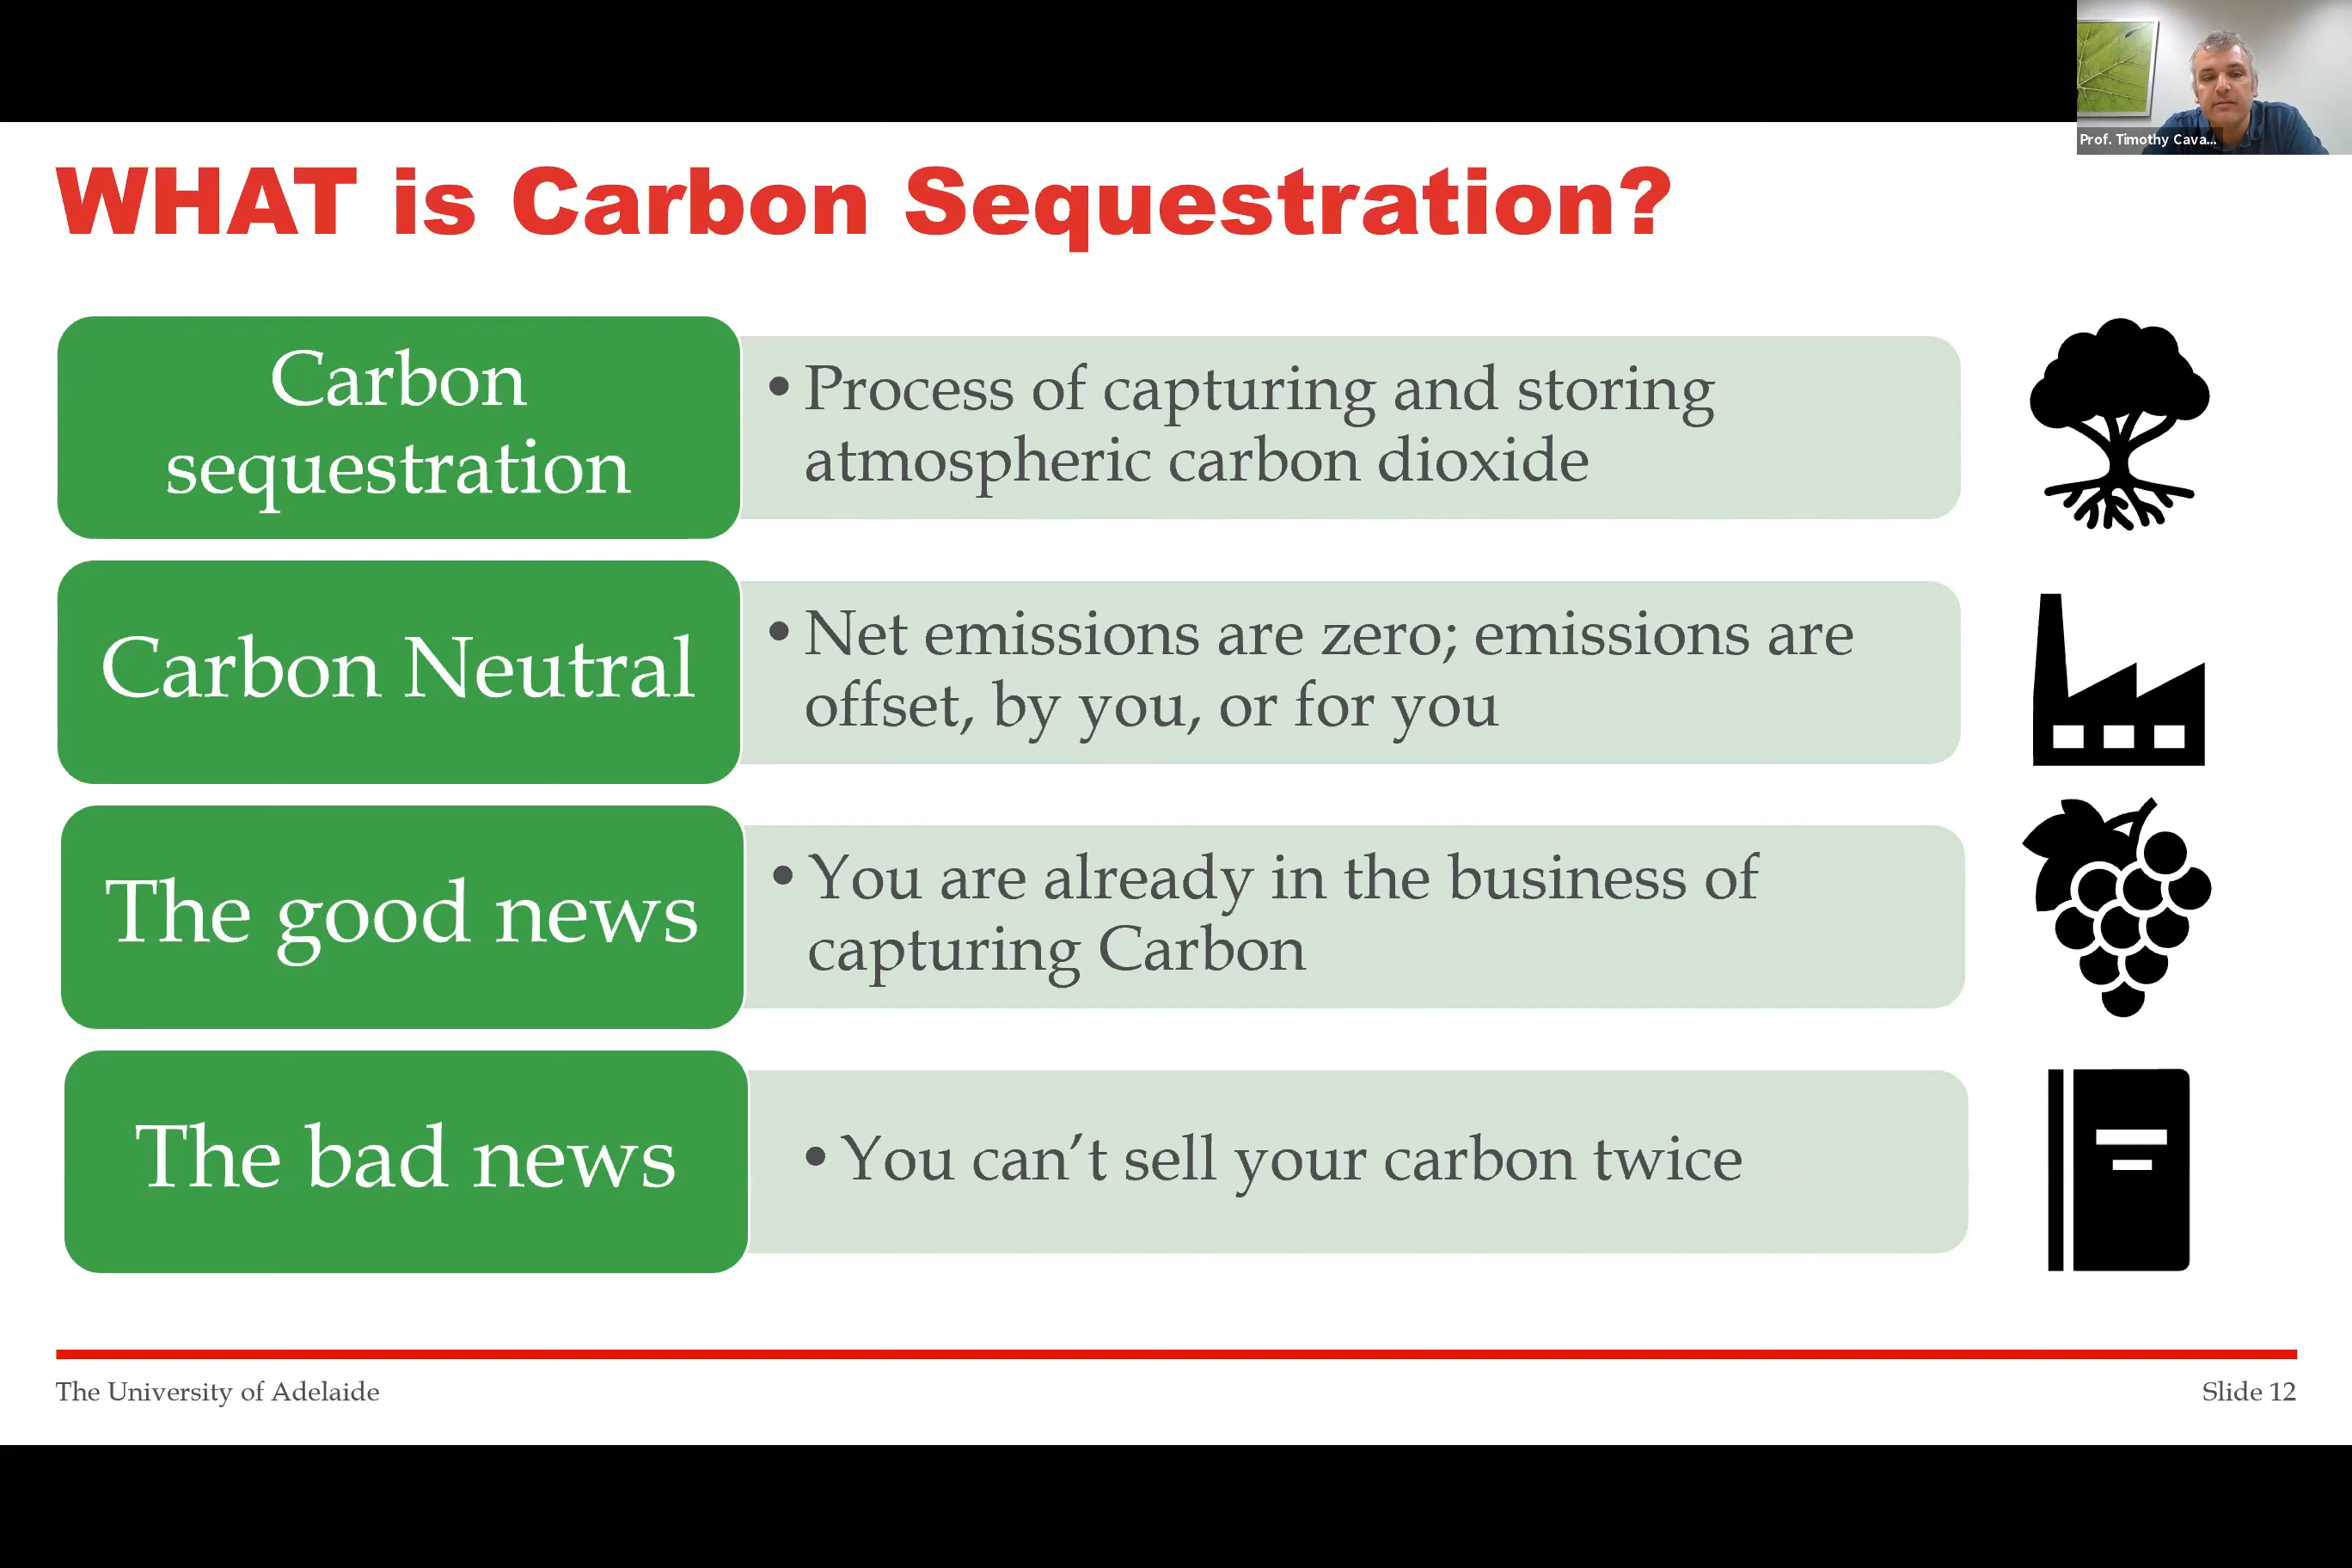 Prof. Timothy Cava...
WHAT is Carbon Sequestration?
Carbon
sequestration
• Process of capturing and storing
atmospheric carbon dioxide
Carbon Neutral
• Net emissions are zero; emissions are
offset, by you, or for you
The good news
• You are already in the business of
capturing Carbon
The bad news
• You can’t sell your carbon twice
The University of Adelaide
Slide 12